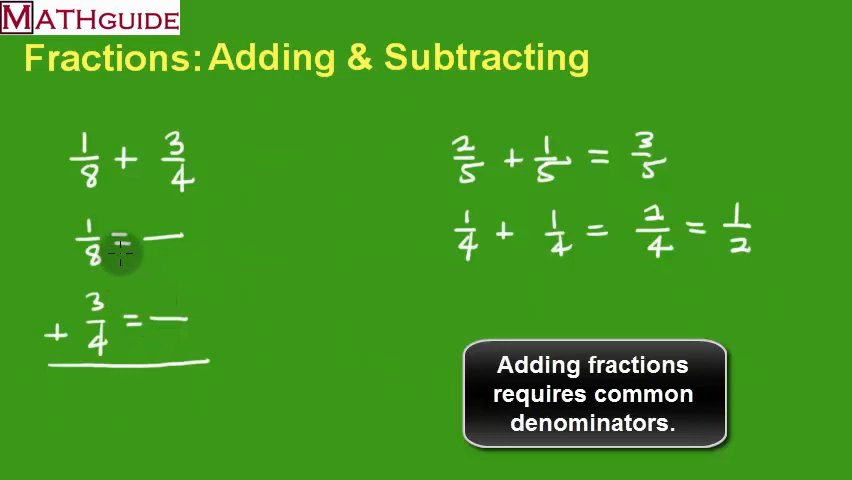 MATHGUIDE
Fractions: Adding & Subtracting
1/8 + 3/4
1/8 = —
+ 3/4 = —
2/5 + 1/5 = 3/5
1/4 + 1/4 = 2/4 = 1/2
Adding fractions
requires common
denominators.